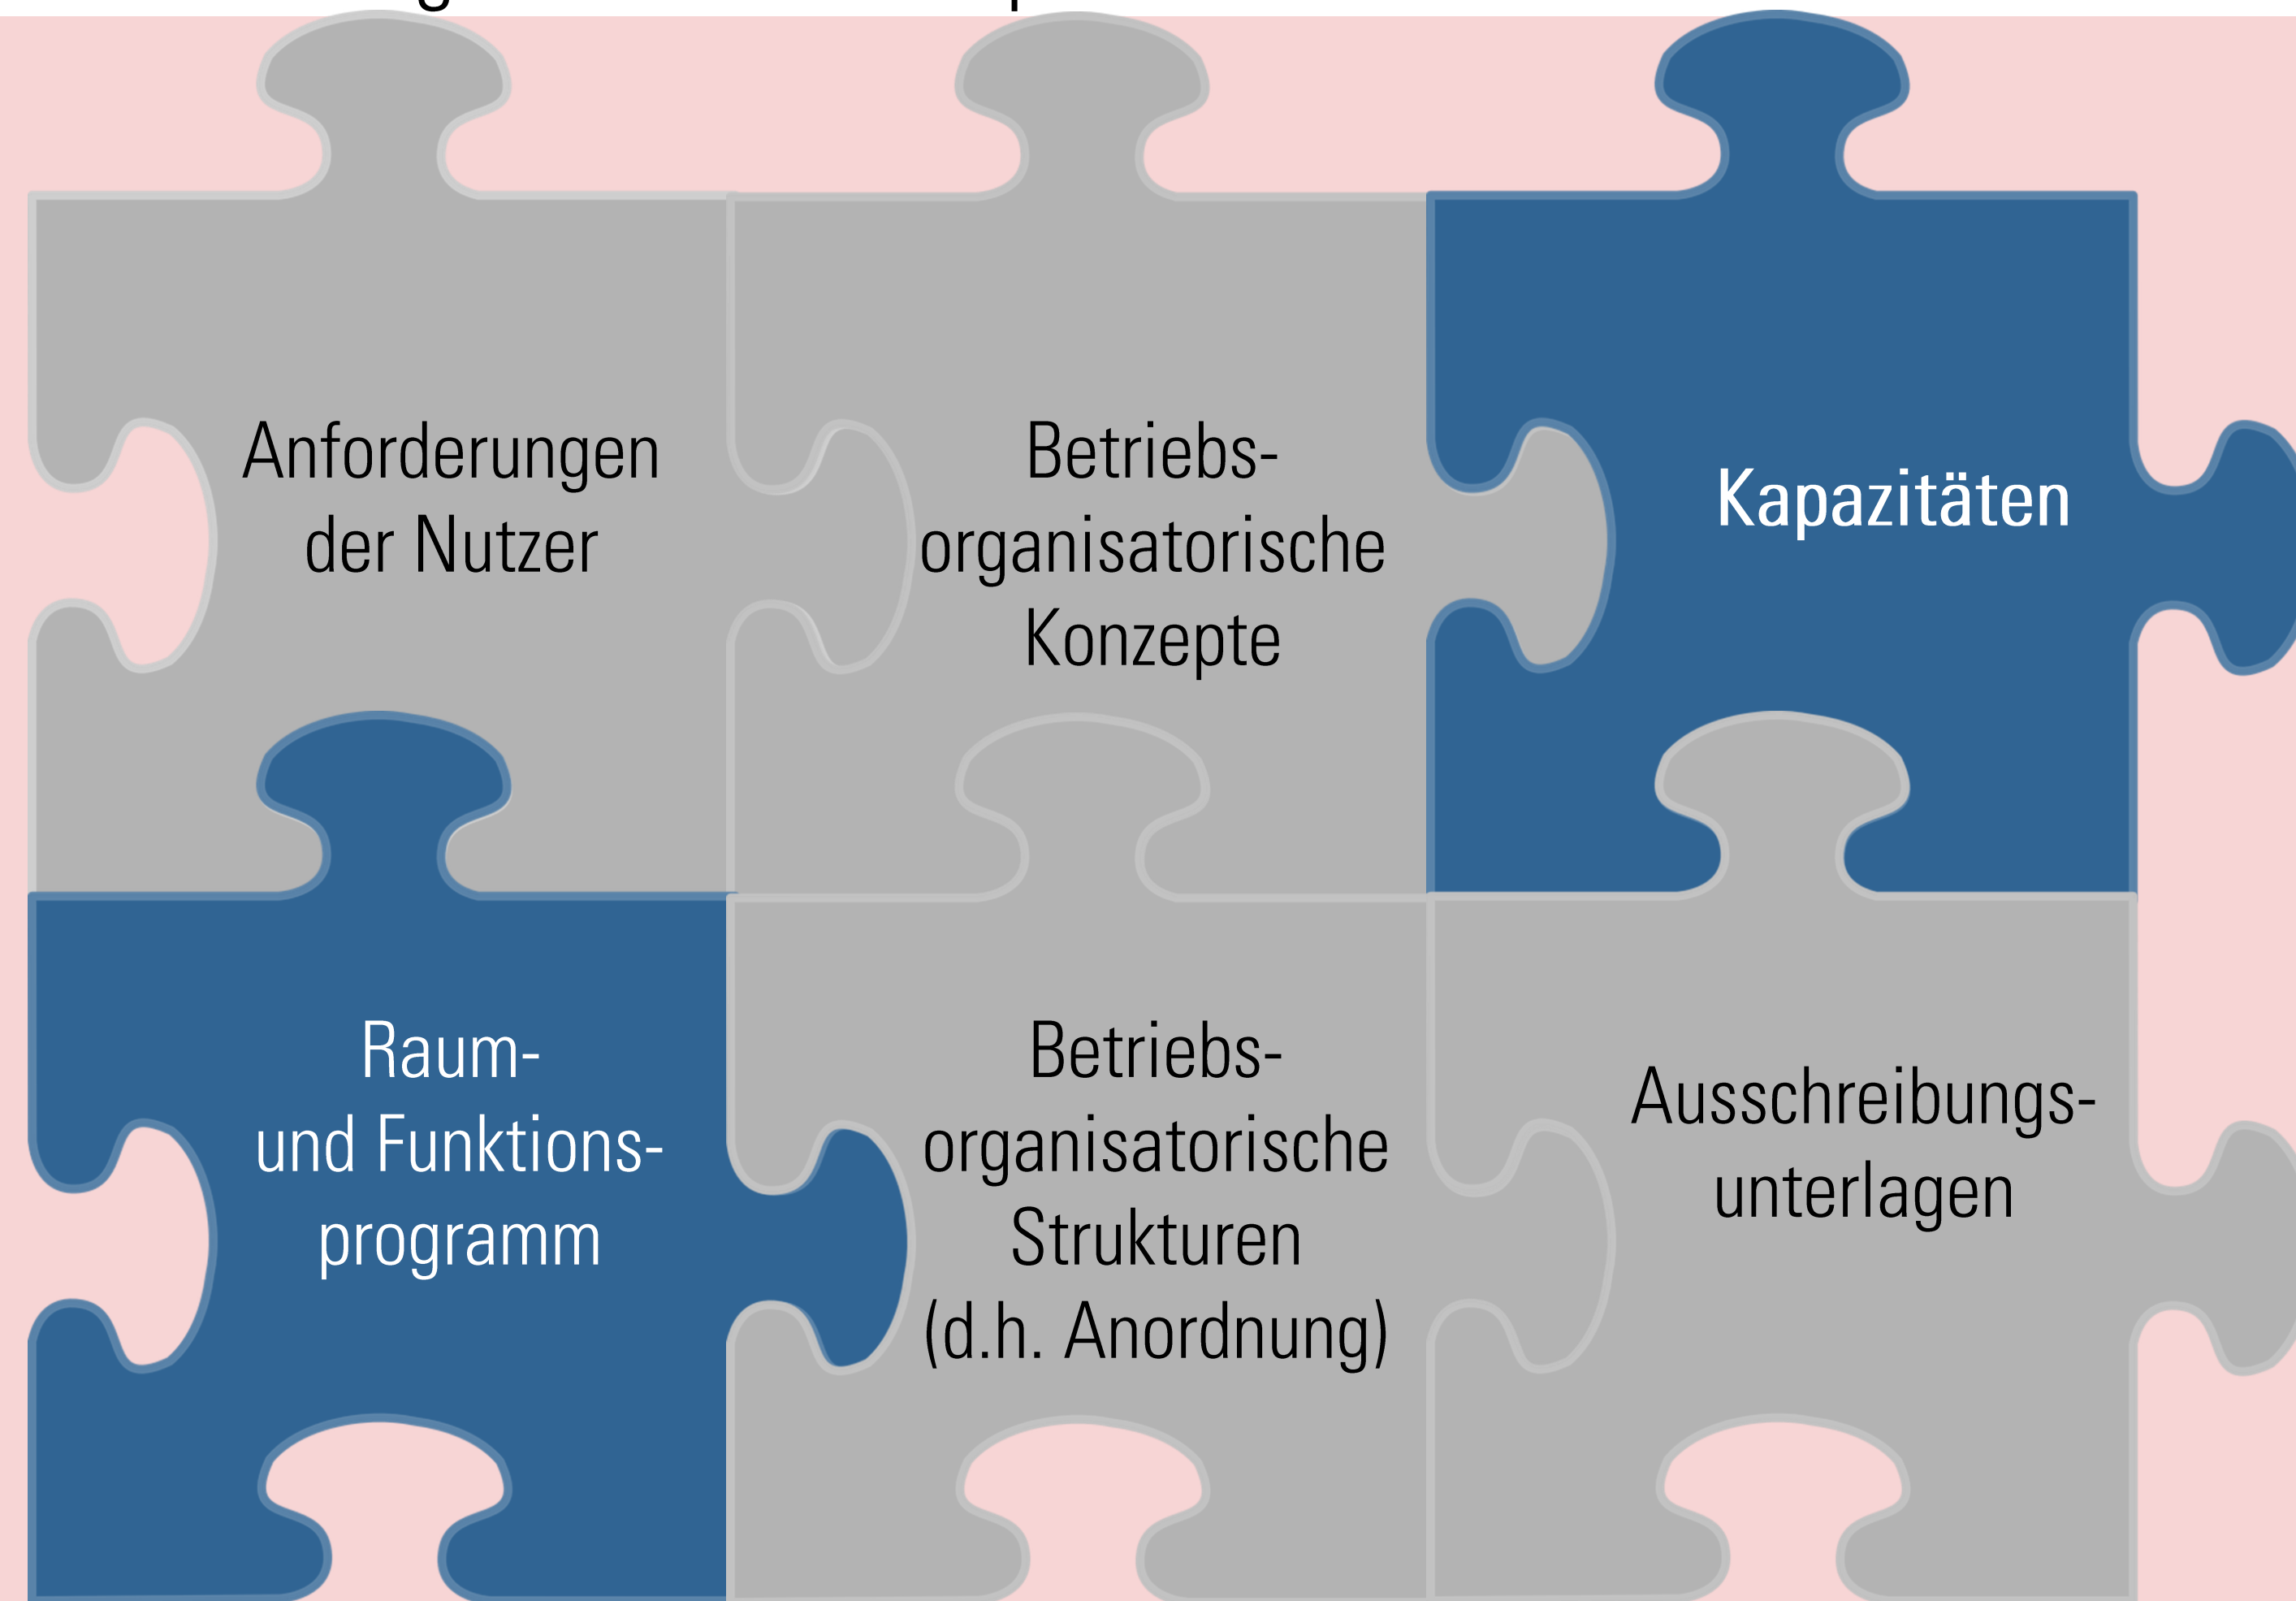 Anforderungen
der Nutzer
Betriebs-
organisatorische
Konzepte
Kapazitäten
Raum-
und Funktions-
programm
Betriebs-
organisatorische
Strukturen
(d.h. Anordnung)
Ausschreibungs-
unterlagen